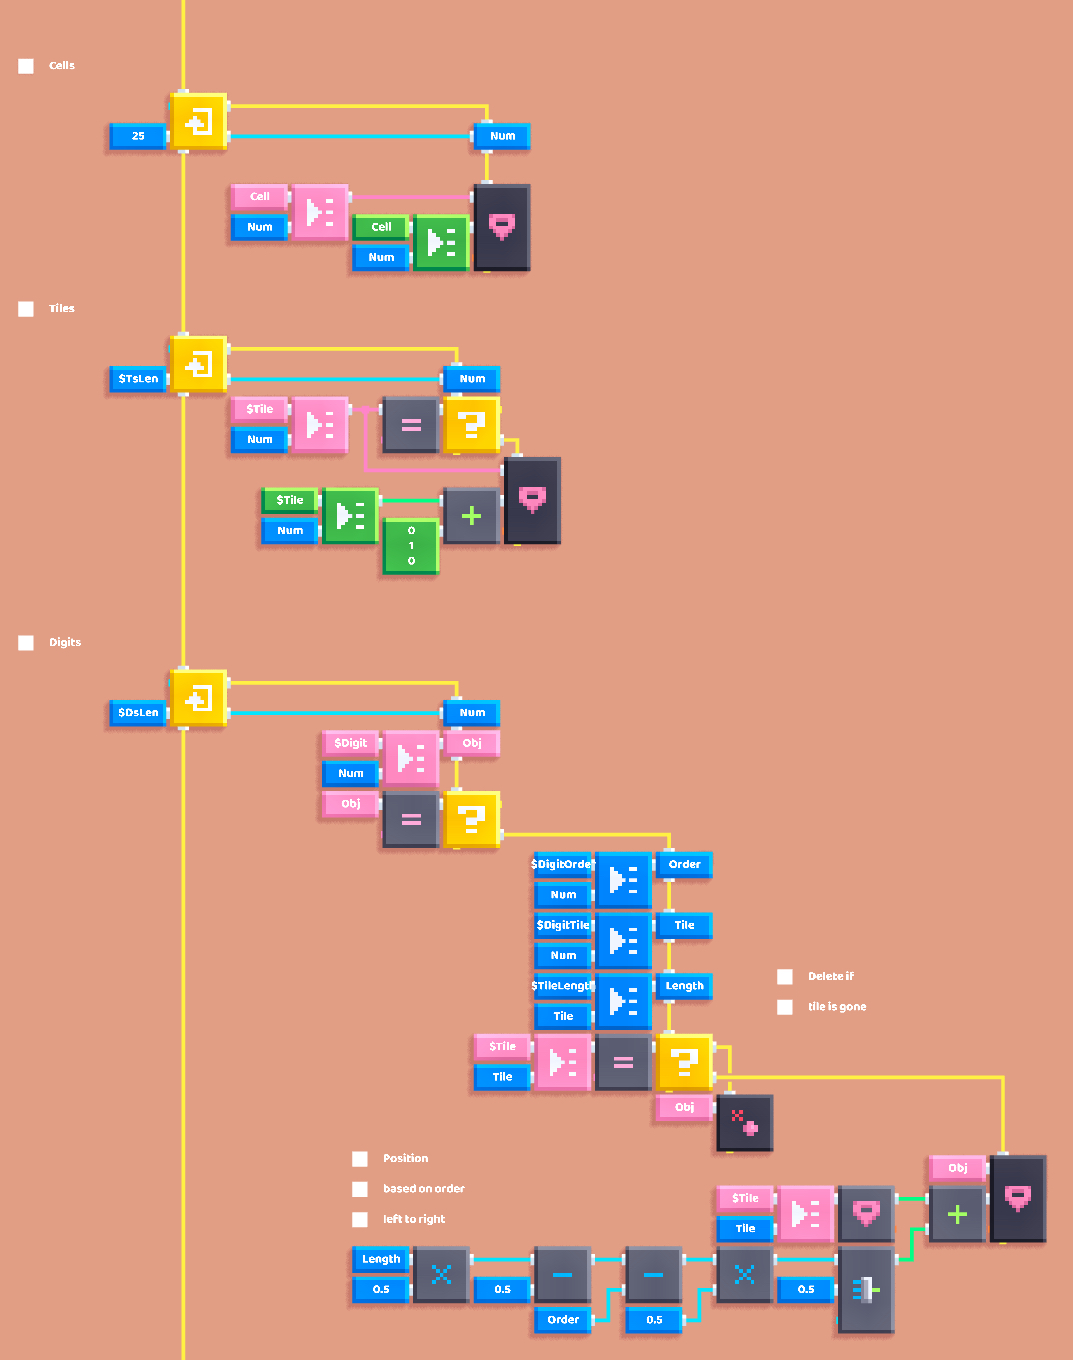 Cells
25
Num
Cell
Num
Cell
Num
Tiles
$TsLen
Num
$Tile
Num
$Tile
Num
0
1
0
Digits
$DsLen
Num
$Digit
Obj
Num
Obj
$DigitOrder
Order
Num
$DigitTile
Tile
Num
$TileLength
Length
Tile
Delete if
tile is gone
$Tile
Tile
Obj
Position
based on order
left to right
Obj
$Tile
Tile
Length
0.5
0.5
0.5
Order
0.5